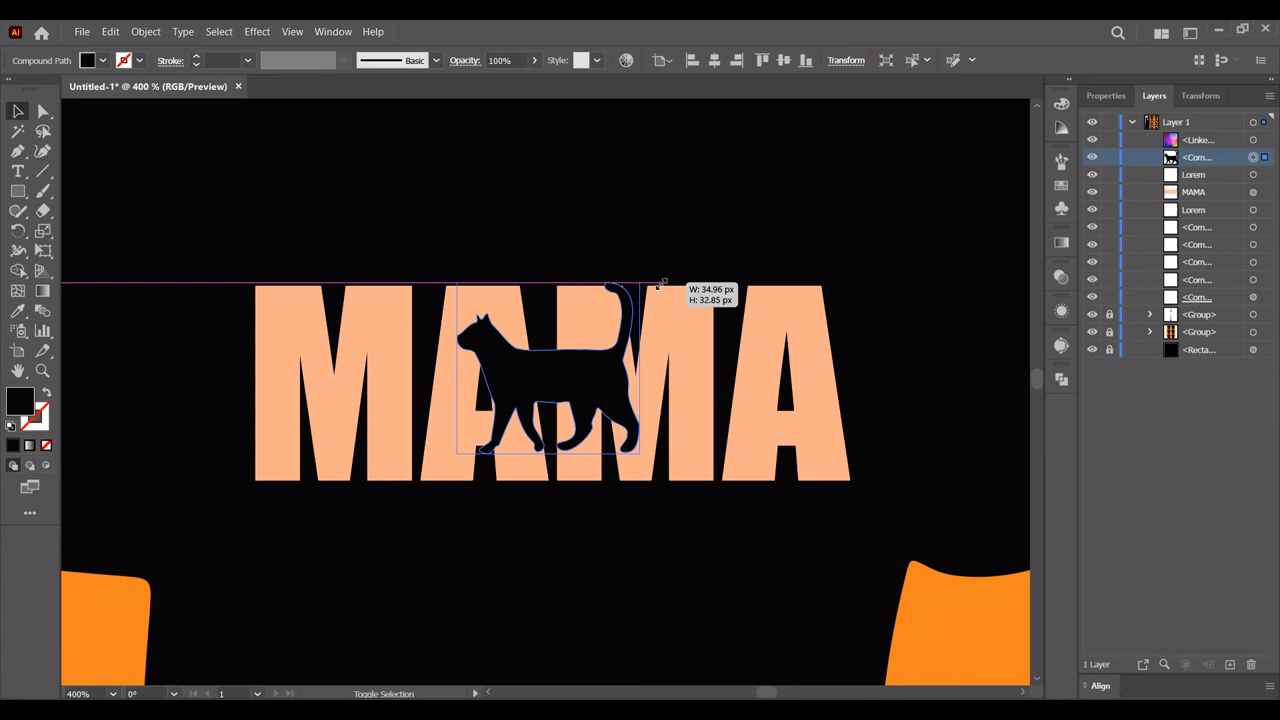 Ai File Edit Object Type Select Effect View Window Help
Compound Path Stroke: Basic Opacity: 100% Style: Transform
Untitled-1* @ 400 % (RGB/Preview) ×
Properties Layers Transform
Layer 1
<Linke...
<Com...
Lorem
MAMA
Lorem
<Com...
<Com...
<Com...
<Com...
<Com...
<Group>
<Group>
<Recta...
MAMA
W: 34.96 px
H: 32.85 px
1 Layer
Align
400% 0° 1 Toggle Selection